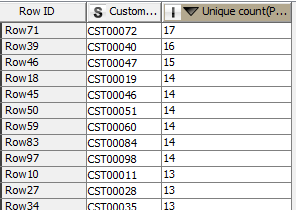 Row ID S Custom... I Unique count(P...
Row71 CST00072 17
Row39 CST00040 16
Row46 CST00047 15
Row18 CST00019 14
Row45 CST00046 14
Row50 CST00051 14
Row59 CST00060 14
Row83 CST00084 14
Row97 CST00098 14
Row10 CST00011 13
Row27 CST00028 13
Row34 CST00035 13